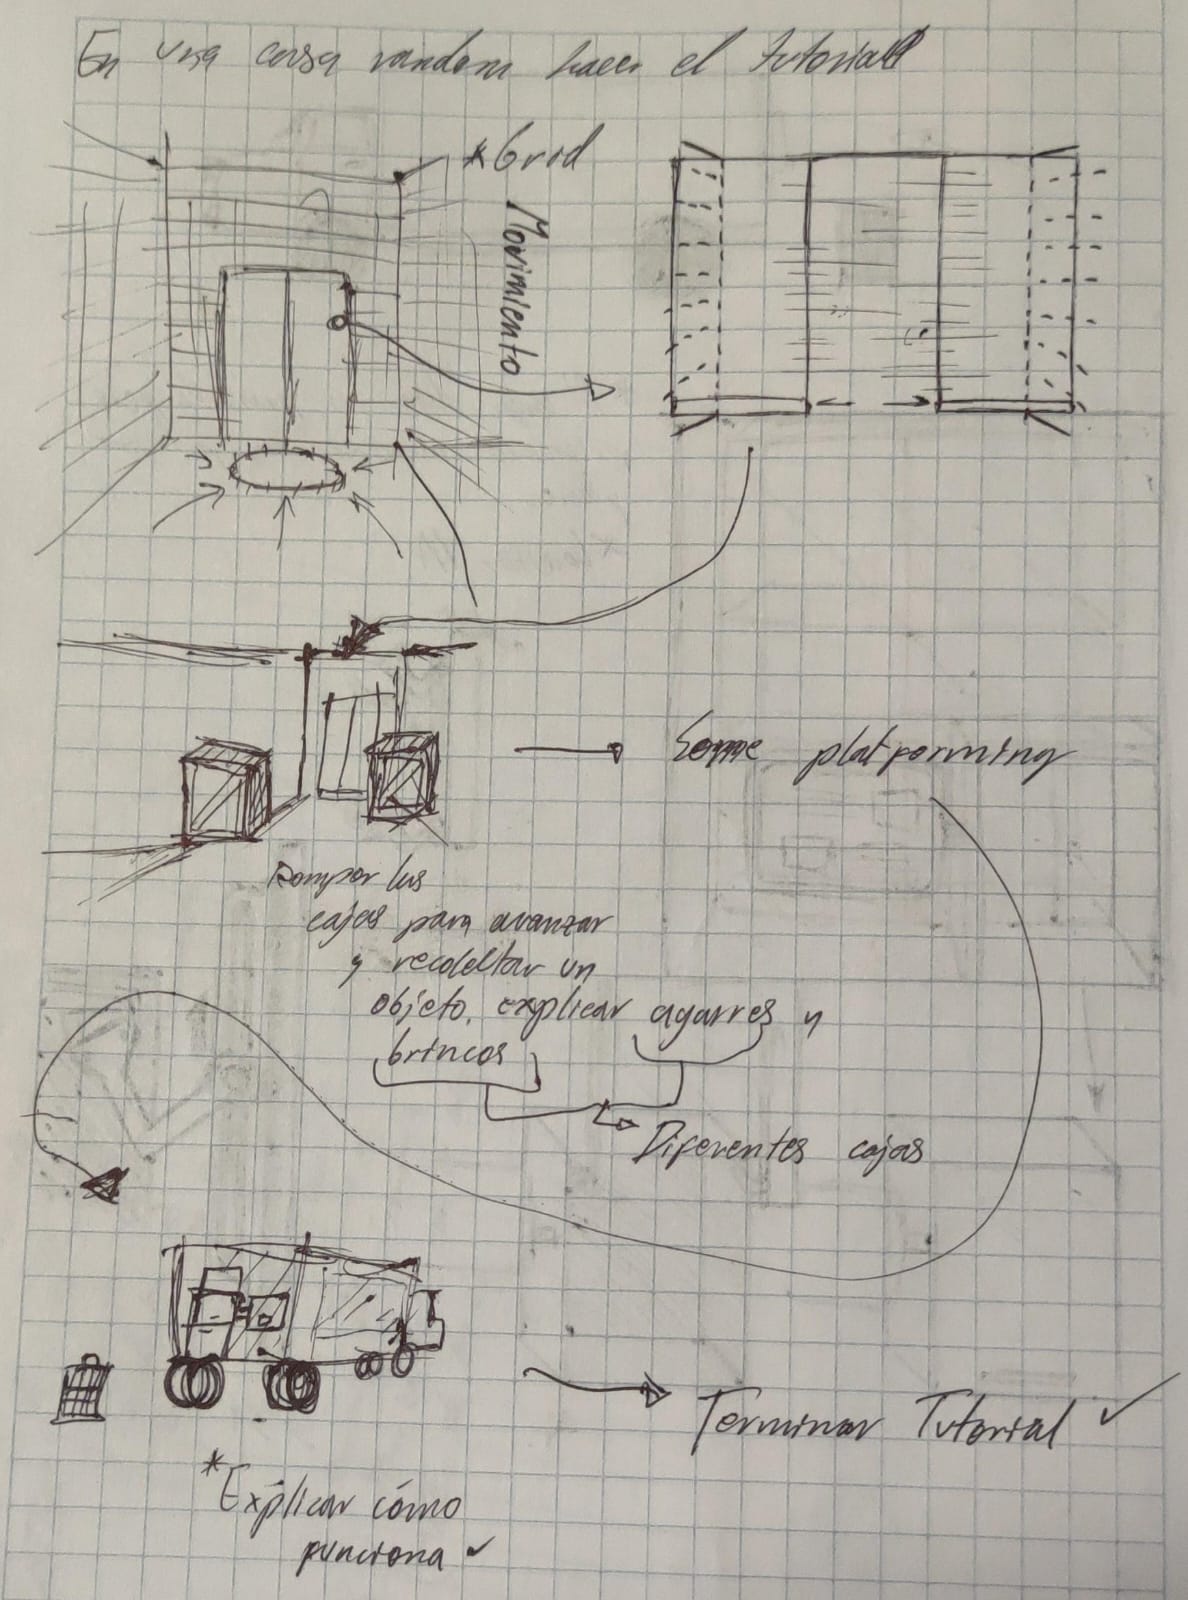 En una casa random hacer el tutorial
*Grid
Movimiento
Some platforming
Romper las
cajas para avanzar
y recolectar un
objeto, explicar agarres y
brincos
Diferentes cajas
Terminar Tutorial ✓
*Explicar cómo
funciona ✓